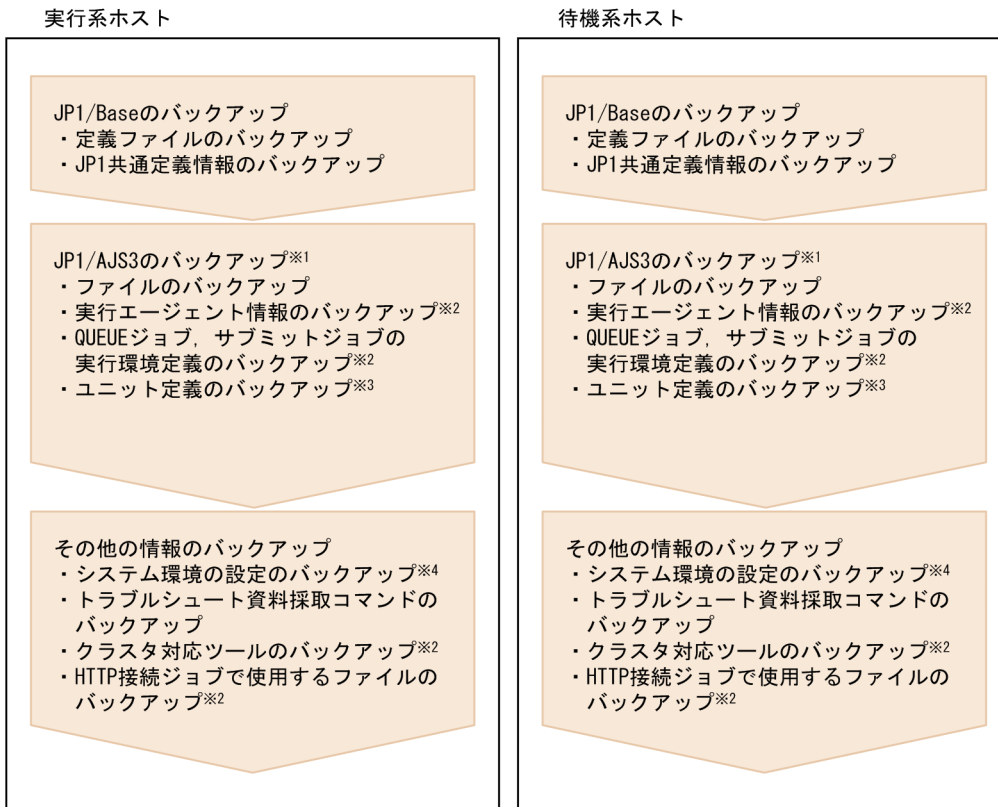 実行系ホスト
JP1/Baseのバックアップ
・定義ファイルのバックアップ
・JP1共通定義情報のバックアップ
JP1/AJS3のバックアップ※1
・ファイルのバックアップ
・実行エージェント情報のバックアップ※2
・QUEUEジョブ，サブミットジョブの
実行環境定義のバックアップ※2
・ユニット定義のバックアップ※3
その他の情報のバックアップ
・システム環境の設定のバックアップ※4
・トラブルシュート資料採取コマンドの
バックアップ
・クラスタ対応ツールのバックアップ※2
・HTTP接続ジョブで使用するファイルの
バックアップ※2
待機系ホスト
JP1/Baseのバックアップ
・定義ファイルのバックアップ
・JP1共通定義情報のバックアップ
JP1/AJS3のバックアップ※1
・ファイルのバックアップ
・実行エージェント情報のバックアップ※2
・QUEUEジョブ，サブミットジョブの
実行環境定義のバックアップ※2
・ユニット定義のバックアップ※3
その他の情報のバックアップ
・システム環境の設定のバックアップ※4
・トラブルシュート資料採取コマンドの
バックアップ
・クラスタ対応ツールのバックアップ※2
・HTTP接続ジョブで使用するファイルの
バックアップ※2